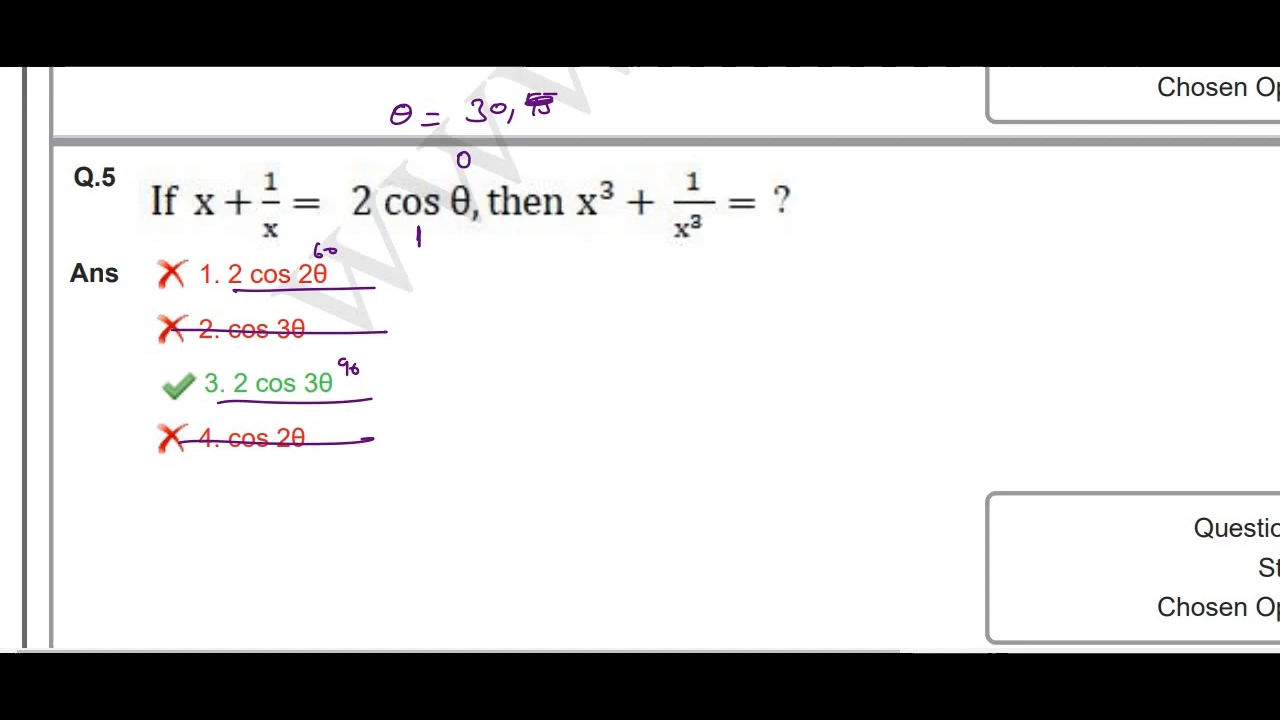 Chosen Op
θ = 30,
0
Q.5 If x + 1/x = 2 cos θ, then x³ + 1/x³ = ?
1
60
Ans 1. 2 cos 2θ
2. cos 3θ
90
3. 2 cos 3θ
4. cos 2θ
Questio
St
Chosen Op